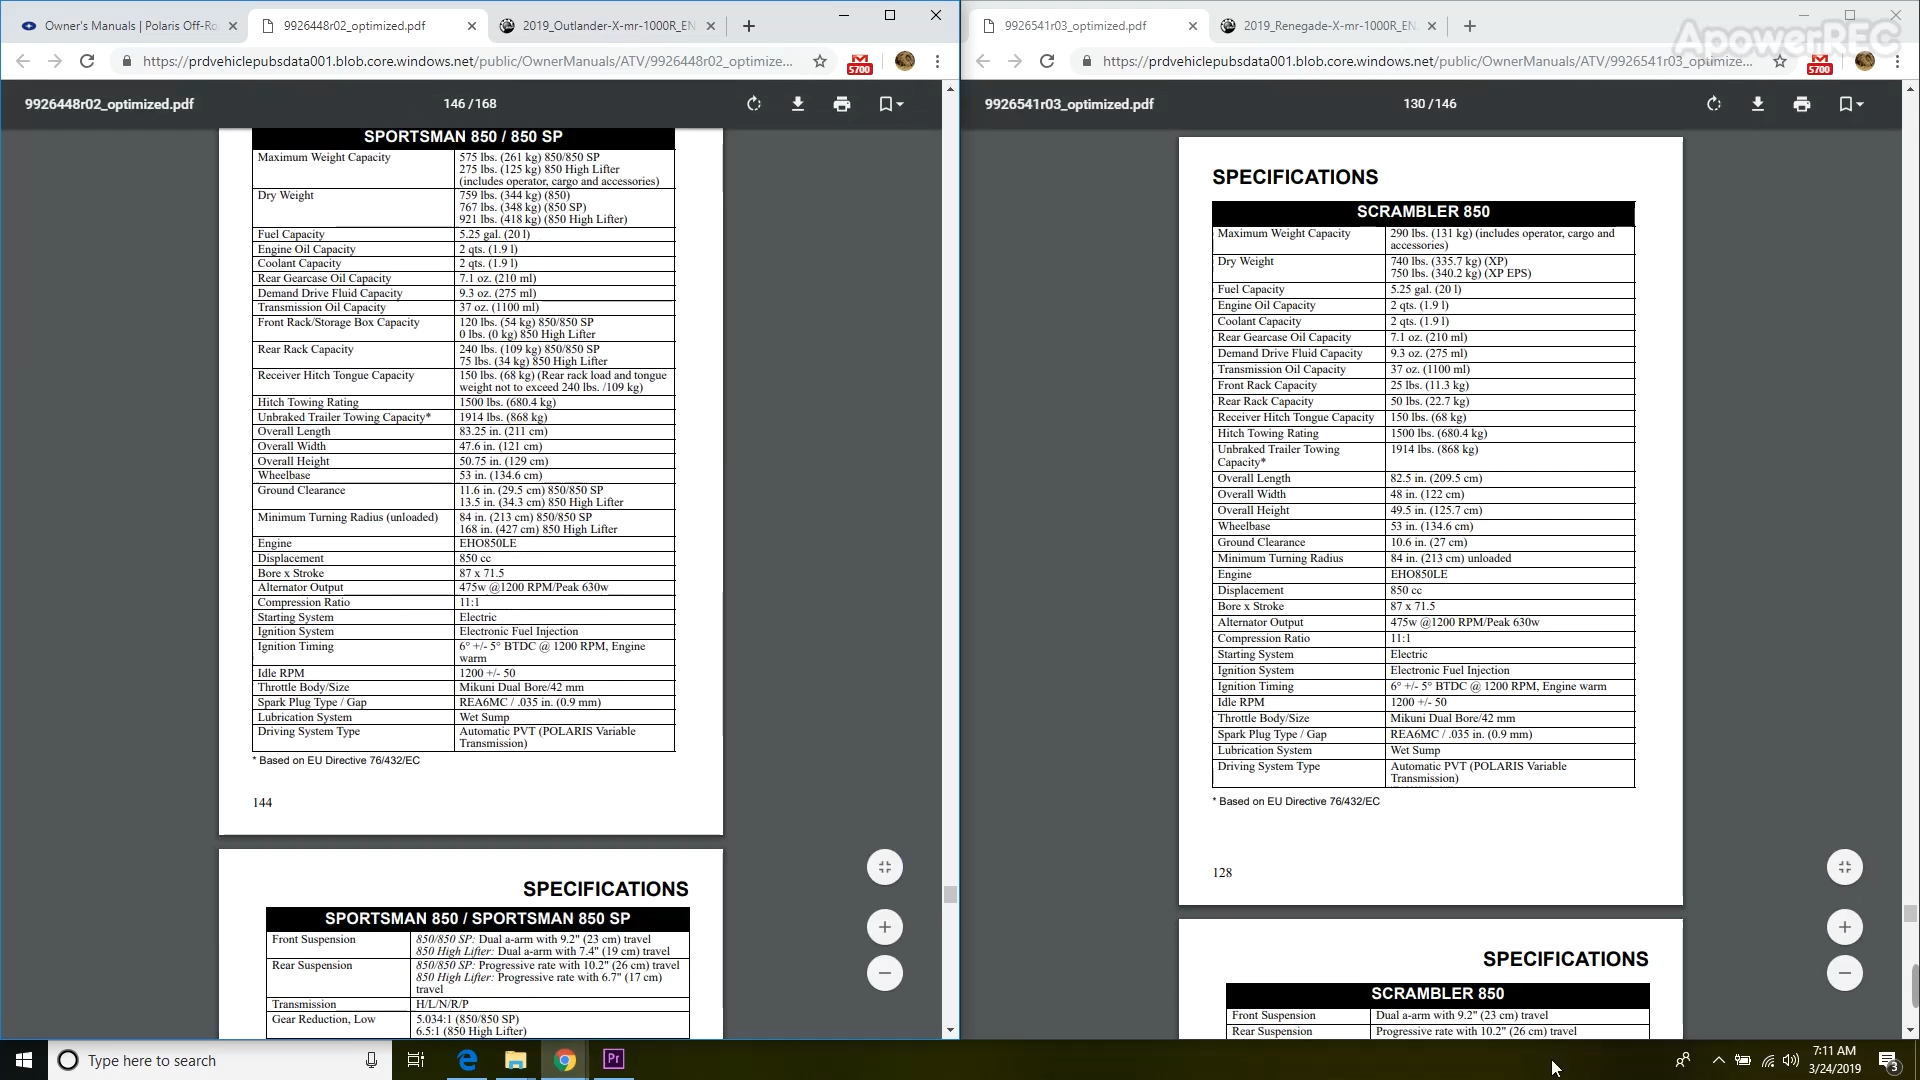 Owner's Manuals | Polaris Off-Ro
9926448r02_optimized.pdf
2019_Outlander-X-mr-1000R_EN
https://prdvehiclepubsdata001.blob.core.windows.net/public/OwnerManuals/ATV/9926448r02_optimize...
5700
9926448r02_optimized.pdf
146 / 168
SPORTSMAN 850 / 850 SP
Maximum Weight Capacity
575 lbs. (261 kg) 850/850 SP
275 lbs. (125 kg) 850 High Lifter
(includes operator, cargo and accessories)
Dry Weight
759 lbs. (344 kg) (850)
767 lbs. (348 kg) (850 SP)
921 lbs. (418 kg) (850 High Lifter)
Fuel Capacity
5.25 gal. (20 l)
Engine Oil Capacity
2 qts. (1.9 l)
Coolant Capacity
2 qts. (1.9 l)
Rear Gearcase Oil Capacity
7.1 oz. (210 ml)
Demand Drive Fluid Capacity
9.3 oz. (275 ml)
Transmission Oil Capacity
37 oz. (1100 ml)
Front Rack/Storage Box Capacity
120 lbs. (54 kg) 850/850 SP
0 lbs. (0 kg) 850 High Lifter
Rear Rack Capacity
240 lbs. (109 kg) 850/850 SP
75 lbs. (34 kg) 850 High Lifter
Receiver Hitch Tongue Capacity
150 lbs. (68 kg) (Rear rack load and tongue
weight not to exceed 240 lbs. /109 kg)
Hitch Towing Rating
1500 lbs. (680.4 kg)
Unbraked Trailer Towing Capacity*
1914 lbs. (868 kg)
Overall Length
83.25 in. (211 cm)
Overall Width
47.6 in. (121 cm)
Overall Height
50.75 in. (129 cm)
Wheelbase
53 in. (134.6 cm)
Ground Clearance
11.6 in. (29.5 cm) 850/850 SP
13.5 in. (34.3 cm) 850 High Lifter
Minimum Turning Radius (unloaded)
84 in. (213 cm) 850/850 SP
168 in. (427 cm) 850 High Lifter
Engine
EHO850LE
Displacement
850 cc
Bore x Stroke
87 x 71.5
Alternator Output
475w @1200 RPM/Peak 630w
Compression Ratio
11:1
Starting System
Electric
Ignition System
Electronic Fuel Injection
Ignition Timing
6° +/- 5° BTDC @ 1200 RPM, Engine
warm
Idle RPM
1200 +/- 50
Throttle Body/Size
Mikuni Dual Bore/42 mm
Spark Plug Type / Gap
REA6MC / .035 in. (0.9 mm)
Lubrication System
Wet Sump
Driving System Type
Automatic PVT (POLARIS Variable
Transmission)
* Based on EU Directive 76/432/EC
144
SPECIFICATIONS
SPORTSMAN 850 / SPORTSMAN 850 SP
Front Suspension
850/850 SP: Dual a-arm with 9.2" (23 cm) travel
850 High Lifter: Dual a-arm with 7.4" (19 cm) travel
Rear Suspension
850/850 SP: Progressive rate with 10.2" (26 cm) travel
850 High Lifter: Progressive rate with 6.7" (17 cm)
travel
Transmission
H/L/N/R/P
Gear Reduction, Low
5.034:1 (850/850 SP)
6.5:1 (850 High Lifter)
9926541r03_optimized.pdf
2019_Renegade-X-mr-1000R_EN
ApowerREC
https://prdvehiclepubsdata001.blob.core.windows.net/public/OwnerManuals/ATV/9926541r03_optimize...
5700
9926541r03_optimized.pdf
130 / 146
SPECIFICATIONS
SCRAMBLER 850
Maximum Weight Capacity
290 lbs. (131 kg) (includes operator, cargo and
accessories)
Dry Weight
740 lbs. (335.7 kg) (XP)
750 lbs. (340.2 kg) (XP EPS)
Fuel Capacity
5.25 gal. (20 l)
Engine Oil Capacity
2 qts. (1.9 l)
Coolant Capacity
2 qts. (1.9 l)
Rear Gearcase Oil Capacity
7.1 oz. (210 ml)
Demand Drive Fluid Capacity
9.3 oz. (275 ml)
Transmission Oil Capacity
37 oz. (1100 ml)
Front Rack Capacity
25 lbs. (11.3 kg)
Rear Rack Capacity
50 lbs. (22.7 kg)
Receiver Hitch Tongue Capacity
150 lbs. (68 kg)
Hitch Towing Rating
1500 lbs. (680.4 kg)
Unbraked Trailer Towing
Capacity*
1914 lbs. (868 kg)
Overall Length
82.5 in. (209.5 cm)
Overall Width
48 in. (122 cm)
Overall Height
49.5 in. (125.7 cm)
Wheelbase
53 in. (134.6 cm)
Ground Clearance
10.6 in. (27 cm)
Minimum Turning Radius
84 in. (213 cm) unloaded
Engine
EHO850LE
Displacement
850 cc
Bore x Stroke
87 x 71.5
Alternator Output
475w @1200 RPM/Peak 630w
Compression Ratio
11:1
Starting System
Electric
Ignition System
Electronic Fuel Injection
Ignition Timing
6° +/- 5° BTDC @ 1200 RPM, Engine warm
Idle RPM
1200 +/- 50
Throttle Body/Size
Mikuni Dual Bore/42 mm
Spark Plug Type / Gap
REA6MC / .035 in. (0.9 mm)
Lubrication System
Wet Sump
Driving System Type
Automatic PVT (POLARIS Variable
Transmission)
* Based on EU Directive 76/432/EC
128
SPECIFICATIONS
SCRAMBLER 850
Front Suspension
Dual a-arm with 9.2" (23 cm) travel
Rear Suspension
Progressive rate with 10.2" (26 cm) travel
Type here to search
Pr
7:11 AM
3/24/2019
3